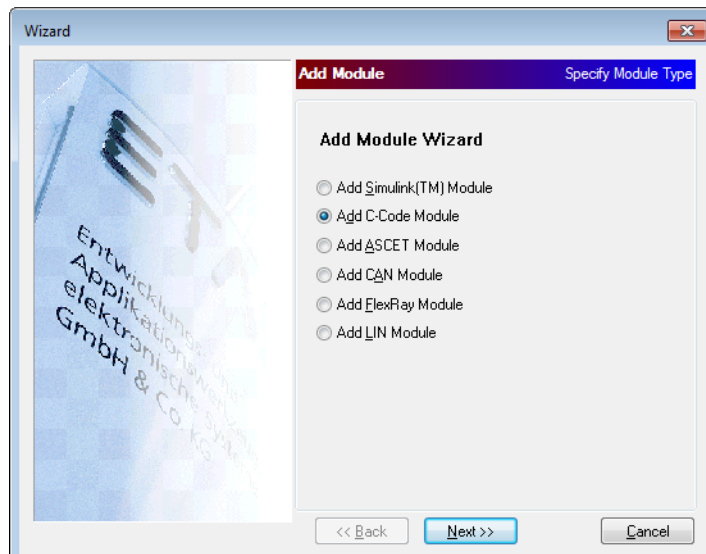 Wizard
Add Module
Specify Module Type
ETA
Entwicklungs- und
Applikationswerkzeuge
elektronische systeme
GmbH & Co. KG
Add Module Wizard
Add Simulink(TM) Module
Add C-Code Module
Add ASCET Module
Add CAN Module
Add FlexRay Module
Add LIN Module
<< Back
Next >>
Cancel